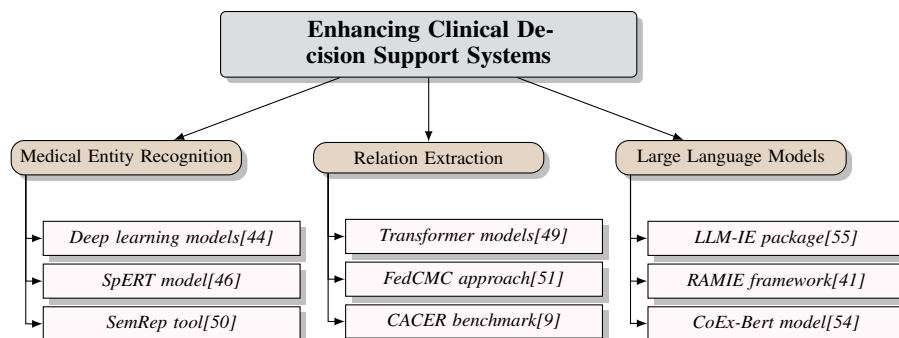 Enhancing Clinical De-
cision Support Systems
Medical Entity Recognition
Relation Extraction
Large Language Models
Deep learning models[44]
Transformer models[49]
LLM-IE package[55]
SpERT model[46]
FedCMC approach[51]
RAMIE framework[41]
SemRep tool[50]
CACER benchmark[9]
CoEx-Bert model[54]